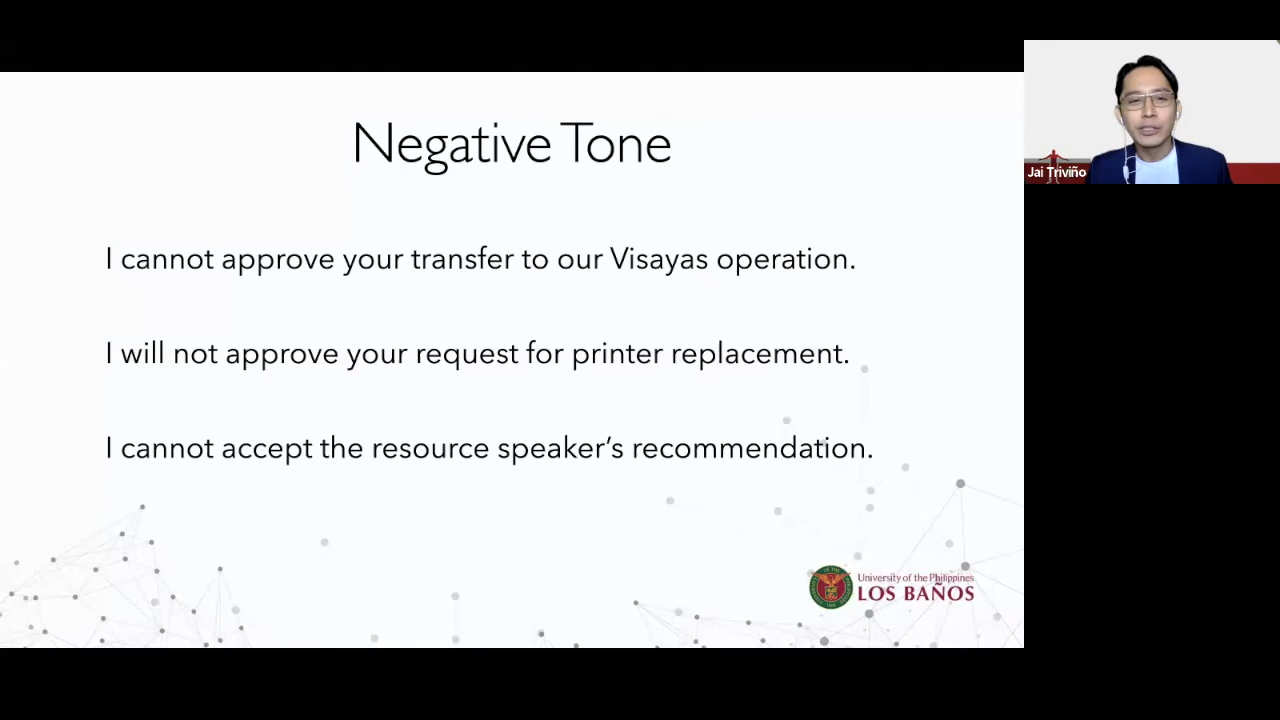 Negative Tone
I cannot approve your transfer to our Visayas operation.
I will not approve your request for printer replacement.
I cannot accept the resource speaker’s recommendation.
University of the Philippines
LOS BAÑOS
Jai Triviño